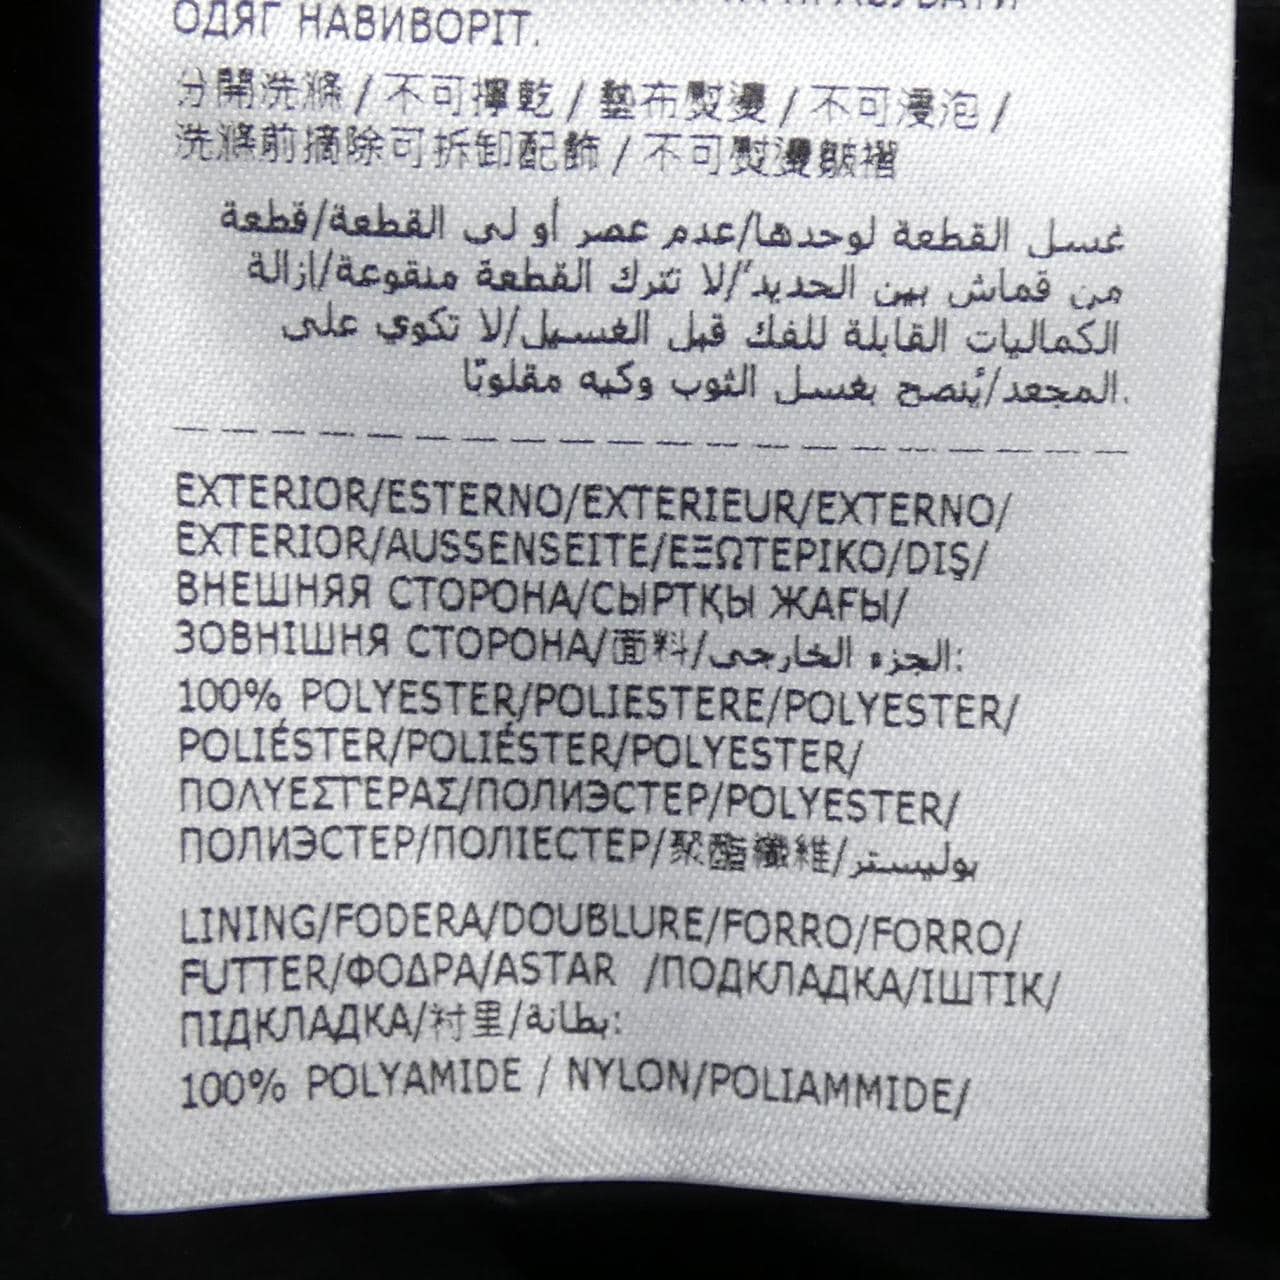 ОДЯГ НАВИВОРІТ.
分開洗滌 / 不可擰乾 / 墊布熨燙 / 不可浸泡 /
洗滌前摘除可拆卸配飾 / 不可熨燙皺褶
غسل القطعة لوحدها/عدم عصر أو لى القطعة/قطعة
من قماش بين الحديد"/لا تترك القطعة منقوعة/إزالة
الكماليات القابلة للفك قبل الغسيل/لا تكوي على
المجعد/يُنصح بغسل الثوب وكيه مقلوبًا.
EXTERIOR/ESTERNO/EXTERIEUR/EXTERNO/
EXTERIOR/AUSSENSEITE/ΕΞΩΤΕΡΙΚΟ/DIŞ/
ВНЕШНЯЯ СТОРОНА/СЫРТҚЫ ЖАҒЫ/
ЗОВНІШНЯ СТОРОНА/面料/الجزء الخارجى:
100% POLYESTER/POLIESTERE/POLYESTER/
POLIÉSTER/POLIÉSTER/POLYESTER/
ΠΟΛΥΕΣΤΕΡΑΣ/ПОЛИЭСТЕР/POLYESTER/
ПОЛИЭСТЕР/ПОЛІЕСТЕР/聚酯纖維/بوليستر
LINING/FODERA/DOUBLURE/FORRO/FORRO/
FUTTER/ΦΟΔΡΑ/ASTAR /ПОДКЛАДКА/ІШТІК/
ПІДКЛАДКА/衬里/بطانة:
100% POLYAMIDE / NYLON/POLIAMMIDE/